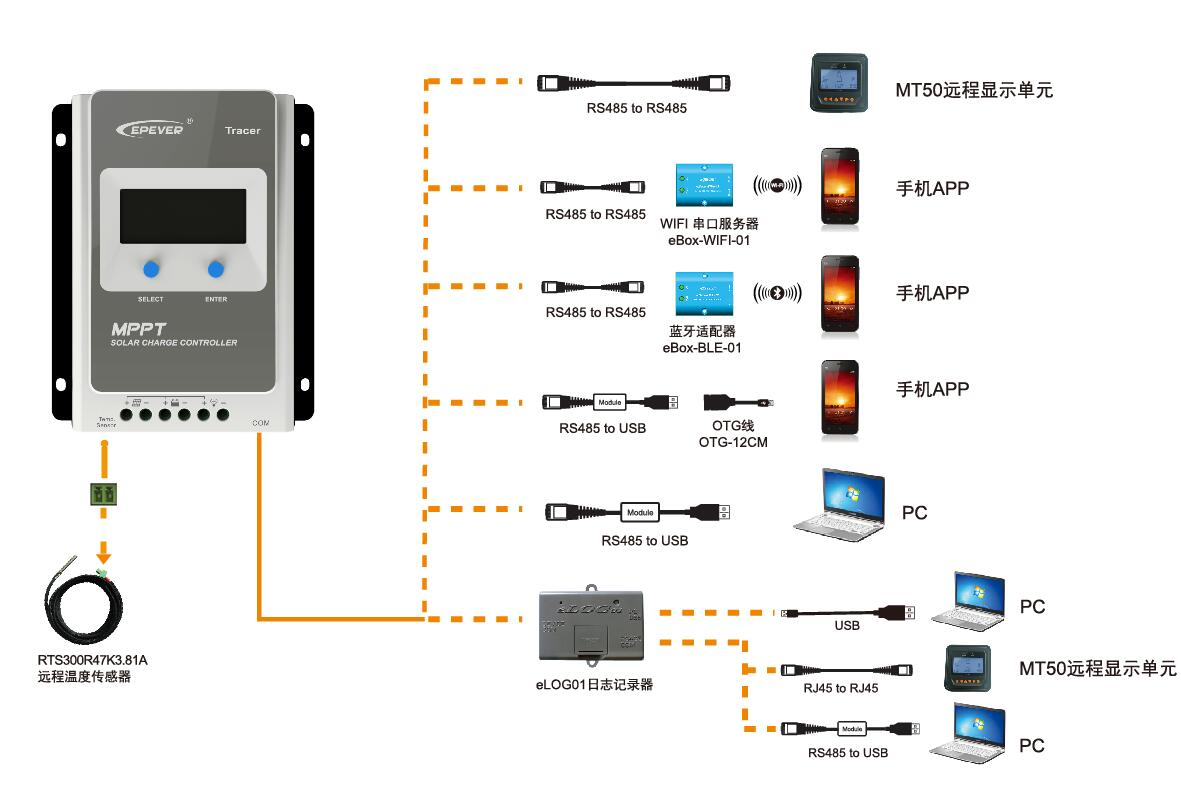 EPEVER ®
Tracer
SELECT
ENTER
MPPT
SOLAR CHARGE CONTROLLER
Temp.
Sensor
COM
RTS300R47K3.81A
远程温度传感器
RS485 to RS485
MT50远程显示单元
RS485 to RS485
WIFI 串口服务器
eBox-WIFI-01
Wi-Fi
手机APP
RS485 to RS485
蓝牙适配器
eBox-BLE-01
手机APP
Module
RS485 to USB
OTG线
OTG-12CM
手机APP
Module
RS485 to USB
PC
eLOG01日志记录器
USB
PC
RJ45 to RJ45
MT50远程显示单元
Module
RS485 to USB
PC